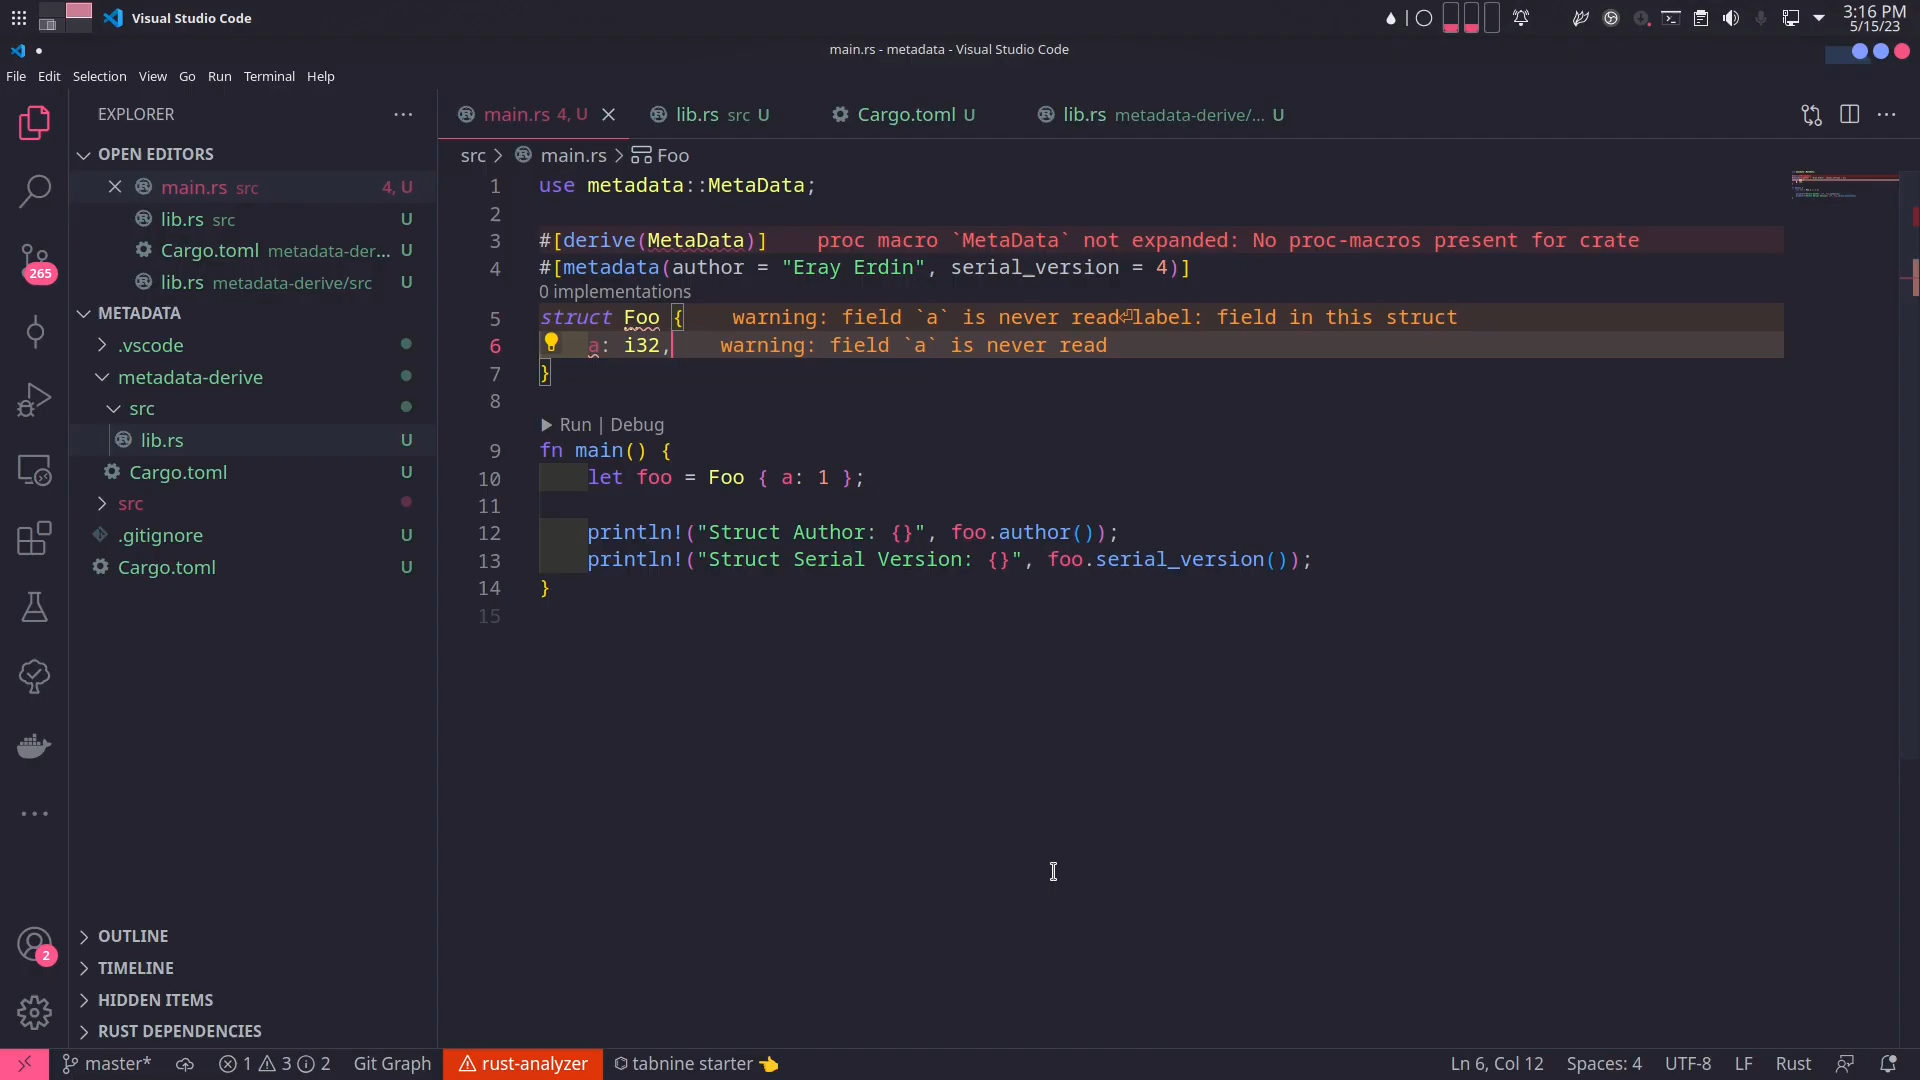 Visual Studio Code
3:16 PM
5/15/23
main.rs - metadata - Visual Studio Code
File Edit Selection View Go Run Terminal Help
EXPLORER
OPEN EDITORS
main.rs src 4, U
lib.rs src U
Cargo.toml metadata-der... U
lib.rs metadata-derive/src U
METADATA
.vscode
metadata-derive
src
lib.rs U
Cargo.toml U
src
.gitignore U
Cargo.toml U
265
2
OUTLINE
TIMELINE
HIDDEN ITEMS
RUST DEPENDENCIES
main.rs 4, U lib.rs src U Cargo.toml U lib.rs metadata-derive/... U
src > main.rs > Foo
1 use metadata::MetaData;
2
3 #[derive(MetaData)] proc macro `MetaData` not expanded: No proc-macros present for crate
4 #[metadata(author = "Eray Erdin", serial_version = 4)]
0 implementations
5 struct Foo { warning: field `a` is never read⏎label: field in this struct
6 a: i32, warning: field `a` is never read
7 }
8
Run | Debug
9 fn main() {
10 let foo = Foo { a: 1 };
11
12 println!("Struct Author: {}", foo.author());
13 println!("Struct Serial Version: {}", foo.serial_version());
14 }
15
master* 1 3 2 Git Graph rust-analyzer tabnine starter 👈 Ln 6, Col 12 Spaces: 4 UTF-8 LF Rust